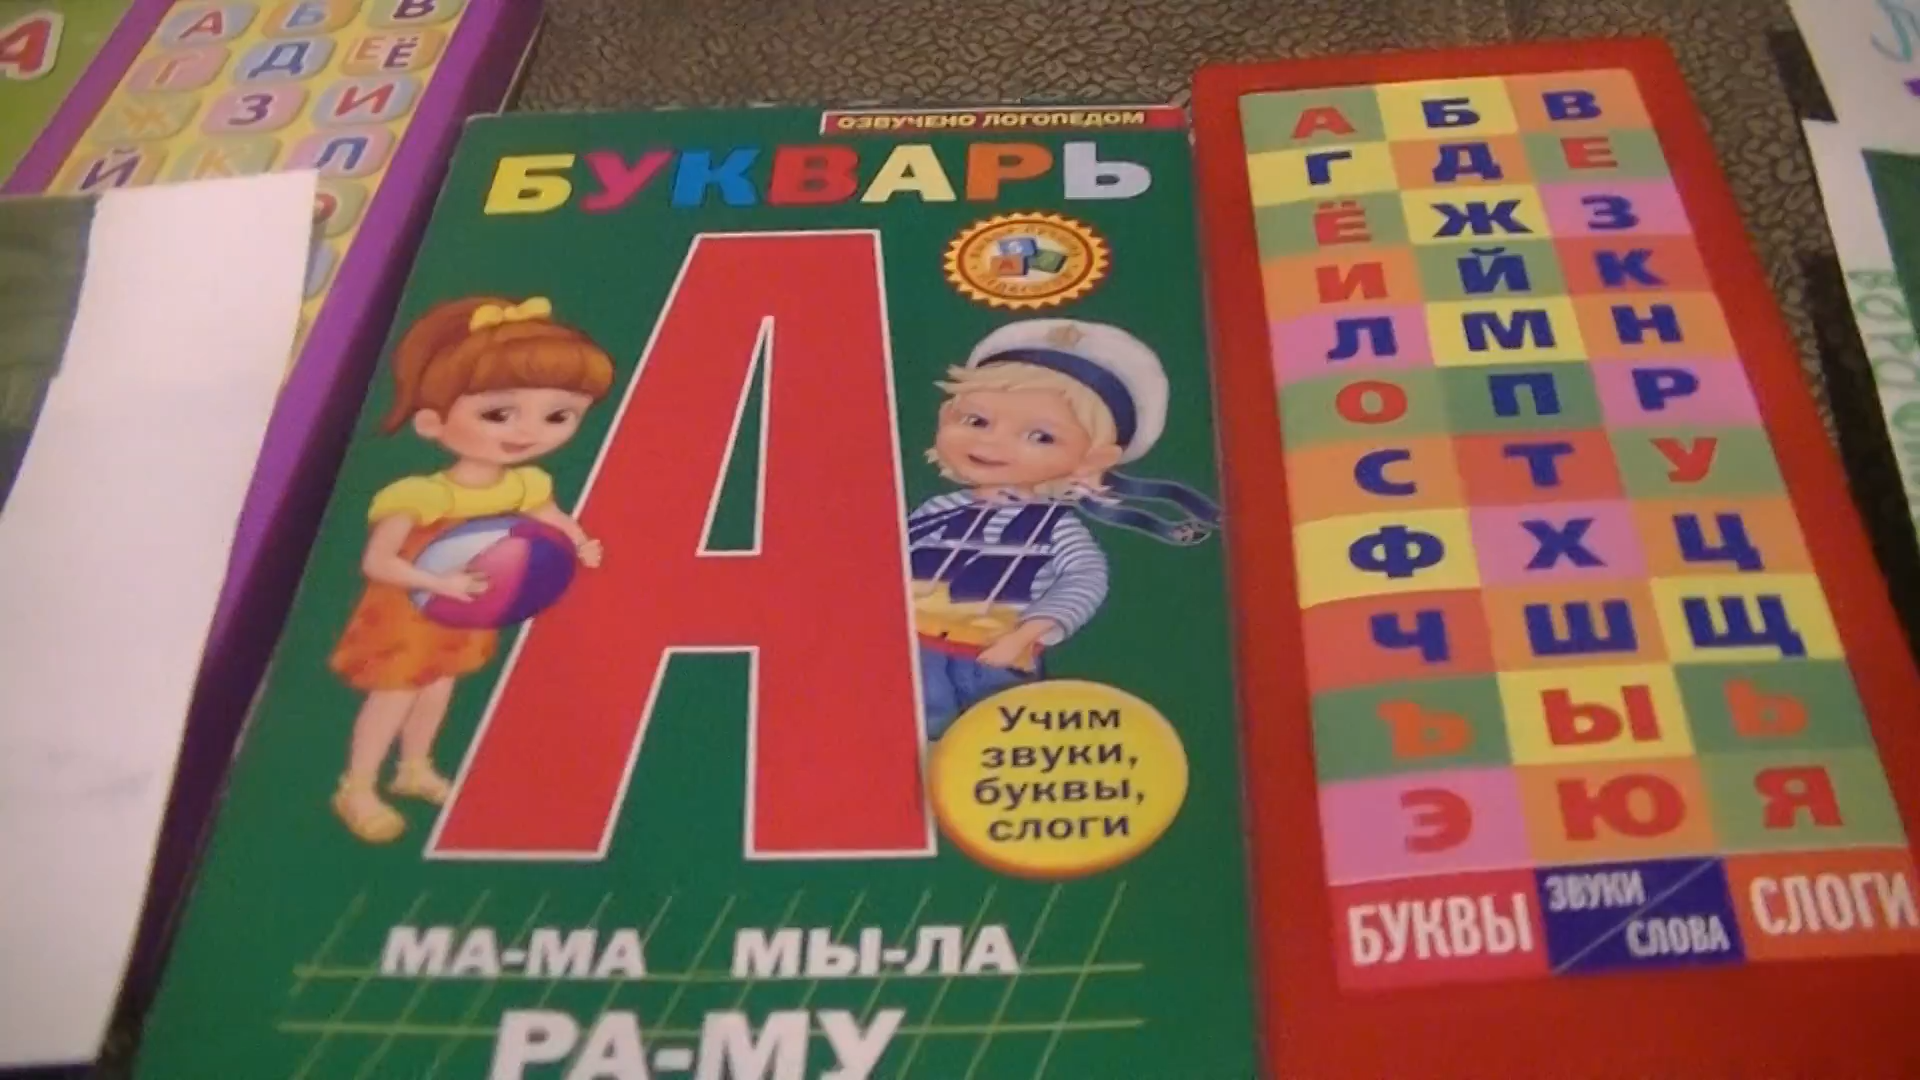 А
А Б В
Г Д Е Ё
Ж З И
Й К Л
ОЗВУЧЕНО ЛОГОПЕДОМ
БУКВАРЬ
А
Учим
звуки,
буквы,
слоги
МА-МА МЫ-ЛА
РА-МУ
А Б В
Г Д Е
Ё Ж З
И Й К
Л М Н
О П Р
С Т У
Ф Х Ц
Ч Ш Щ
Ъ Ы Ь
Э Ю Я
БУКВЫ
ЗВУКИ
СЛОВА
СЛОГИ